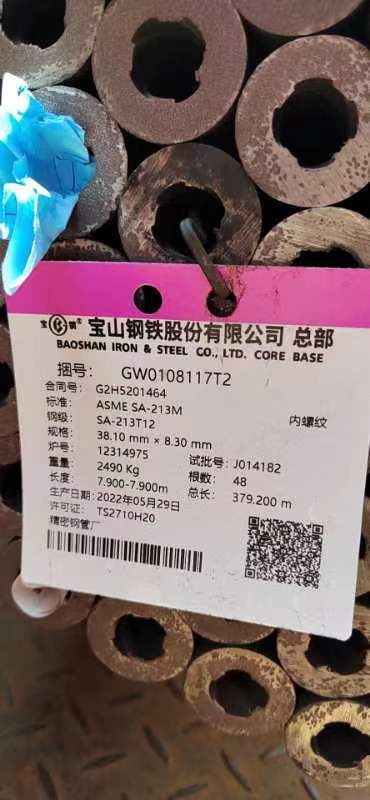 宝 钢®宝山钢铁股份有限公司 总部
BAOSHAN IRON & STEEL CO., LTD. CORE BASE
捆号: GW0108117T2
合同号: G2H5201464
标准: ASME SA-213M 内螺纹
钢级: SA-213T12
规格: 38.10 mm × 8.30 mm
炉号: 12314975 试批号: J014182
重量: 2490 Kg 根数: 48
长度: 7.900-7.900m 总长: 379.200 m
生产日期: 2022年05月29日
许可证: TS2710H20
精密钢管厂